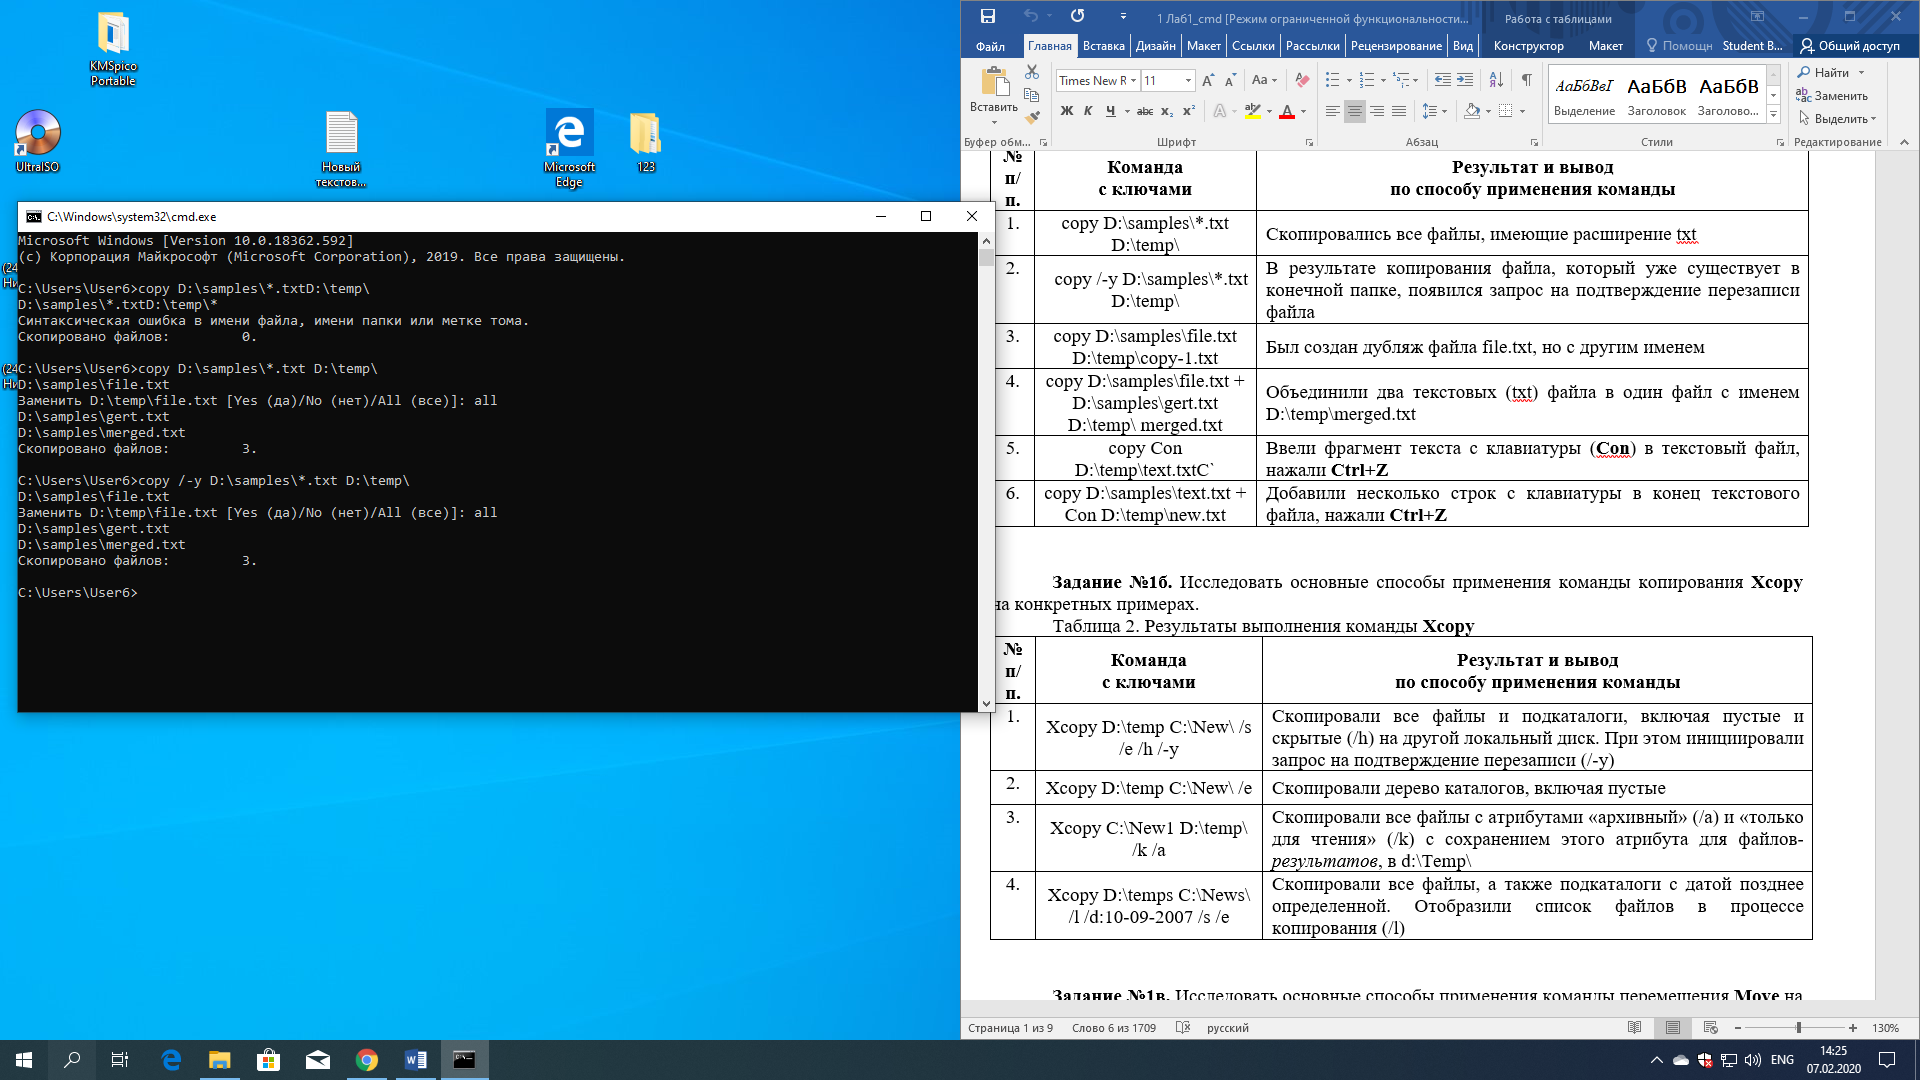 KMSpico
Portable
UltraISO
Новый
текстов...
Microsoft
Edge
123
C:\Windows\system32\cmd.exe
Microsoft Windows [Version 10.0.18362.592]
(c) Корпорация Майкрософт (Microsoft Corporation), 2019. Все права защищены.
C:\Users\User6>copy D:\samples\*.txtD:\temp\
D:\samples\*.txtD:\temp\*
Синтаксическая ошибка в имени файла, имени папки или метке тома.
Скопировано файлов:         0.
C:\Users\User6>copy D:\samples\*.txt D:\temp\
D:\samples\file.txt
Заменить D:\temp\file.txt [Yes (да)/No (нет)/All (все)]: all
D:\samples\gert.txt
D:\samples\merged.txt
Скопировано файлов:         3.
C:\Users\User6>copy /-y D:\samples\*.txt D:\temp\
D:\samples\file.txt
Заменить D:\temp\file.txt [Yes (да)/No (нет)/All (все)]: all
D:\samples\gert.txt
D:\samples\merged.txt
Скопировано файлов:         3.
C:\Users\User6>
1 Лаб1_cmd [Режим ограниченной функциональности...
Работа с таблицами
Файл Главная Вставка Дизайн Макет Ссылки Рассылки Рецензирование Вид Конструктор Макет Помощн Student B... Общий доступ
Вставить
Times New R 11
Aa
Ж К Ч abc x₂ x²
АаБбВвІ АаБбВ АаБбВ
Выделение Заголовок Заголово...
Найти
Заменить
Выделить
Буфер обм... Шрифт Абзац Стили Редактирование
№ п/п.
Команда
с ключами
Результат и вывод
по способу применения команды
1.
copy D:\samples\*.txt
D:\temp\
Скопировались все файлы, имеющие расширение txt
2.
copy /-y D:\samples\*.txt
D:\temp\
В результате копирования файла, который уже существует в
конечной папке, появился запрос на подтверждение перезаписи
файла
3.
copy D:\samples\file.txt
D:\temp\copy-1.txt
Был создан дубляж файла file.txt, но с другим именем
4.
copy D:\samples\file.txt +
D:\samples\gert.txt
D:\temp\ merged.txt
Объединили два текстовых (txt) файла в один файл с именем
D:\temp\merged.txt
5.
copy Con
D:\temp\text.txtC`
Ввели фрагмент текста с клавиатуры (Con) в текстовый файл,
нажали Ctrl+Z
6.
copy D:\samples\text.txt +
Con D:\temp\new.txt
Добавили несколько строк с клавиатуры в конец текстового
файла, нажали Ctrl+Z
Задание №1б. Исследовать основные способы применения команды копирования Xcopy
на конкретных примерах.
Таблица 2. Результаты выполнения команды Xcopy
№ п/п.
Команда
с ключами
Результат и вывод
по способу применения команды
1.
Xcopy D:\temp C:\New\ /s
/e /h /-y
Скопировали все файлы и подкаталоги, включая пустые и
скрытые (/h) на другой локальный диск. При этом инициировали
запрос на подтверждение перезаписи (/-y)
2.
Xcopy D:\temp C:\New\ /e
Скопировали дерево каталогов, включая пустые
3.
Xcopy C:\New1 D:\temp\
/k /a
Скопировали все файлы с атрибутами «архивный» (/a) и «только
для чтения» (/k) с сохранением этого атрибута для файлов-
результатов, в d:\Temp\
4.
Xcopy D:\temps C:\News\
/l /d:10-09-2007 /s /e
Скопировали все файлы, а также подкаталоги с датой позднее
определенной. Отобразили список файлов в процессе
копирования (/l)
Задание №1в. Исследовать основные способы применения команды перемещения Move на
Страница 1 из 9 Слово 6 из 1709 русский 130%
ENG
14:25
07.02.2020